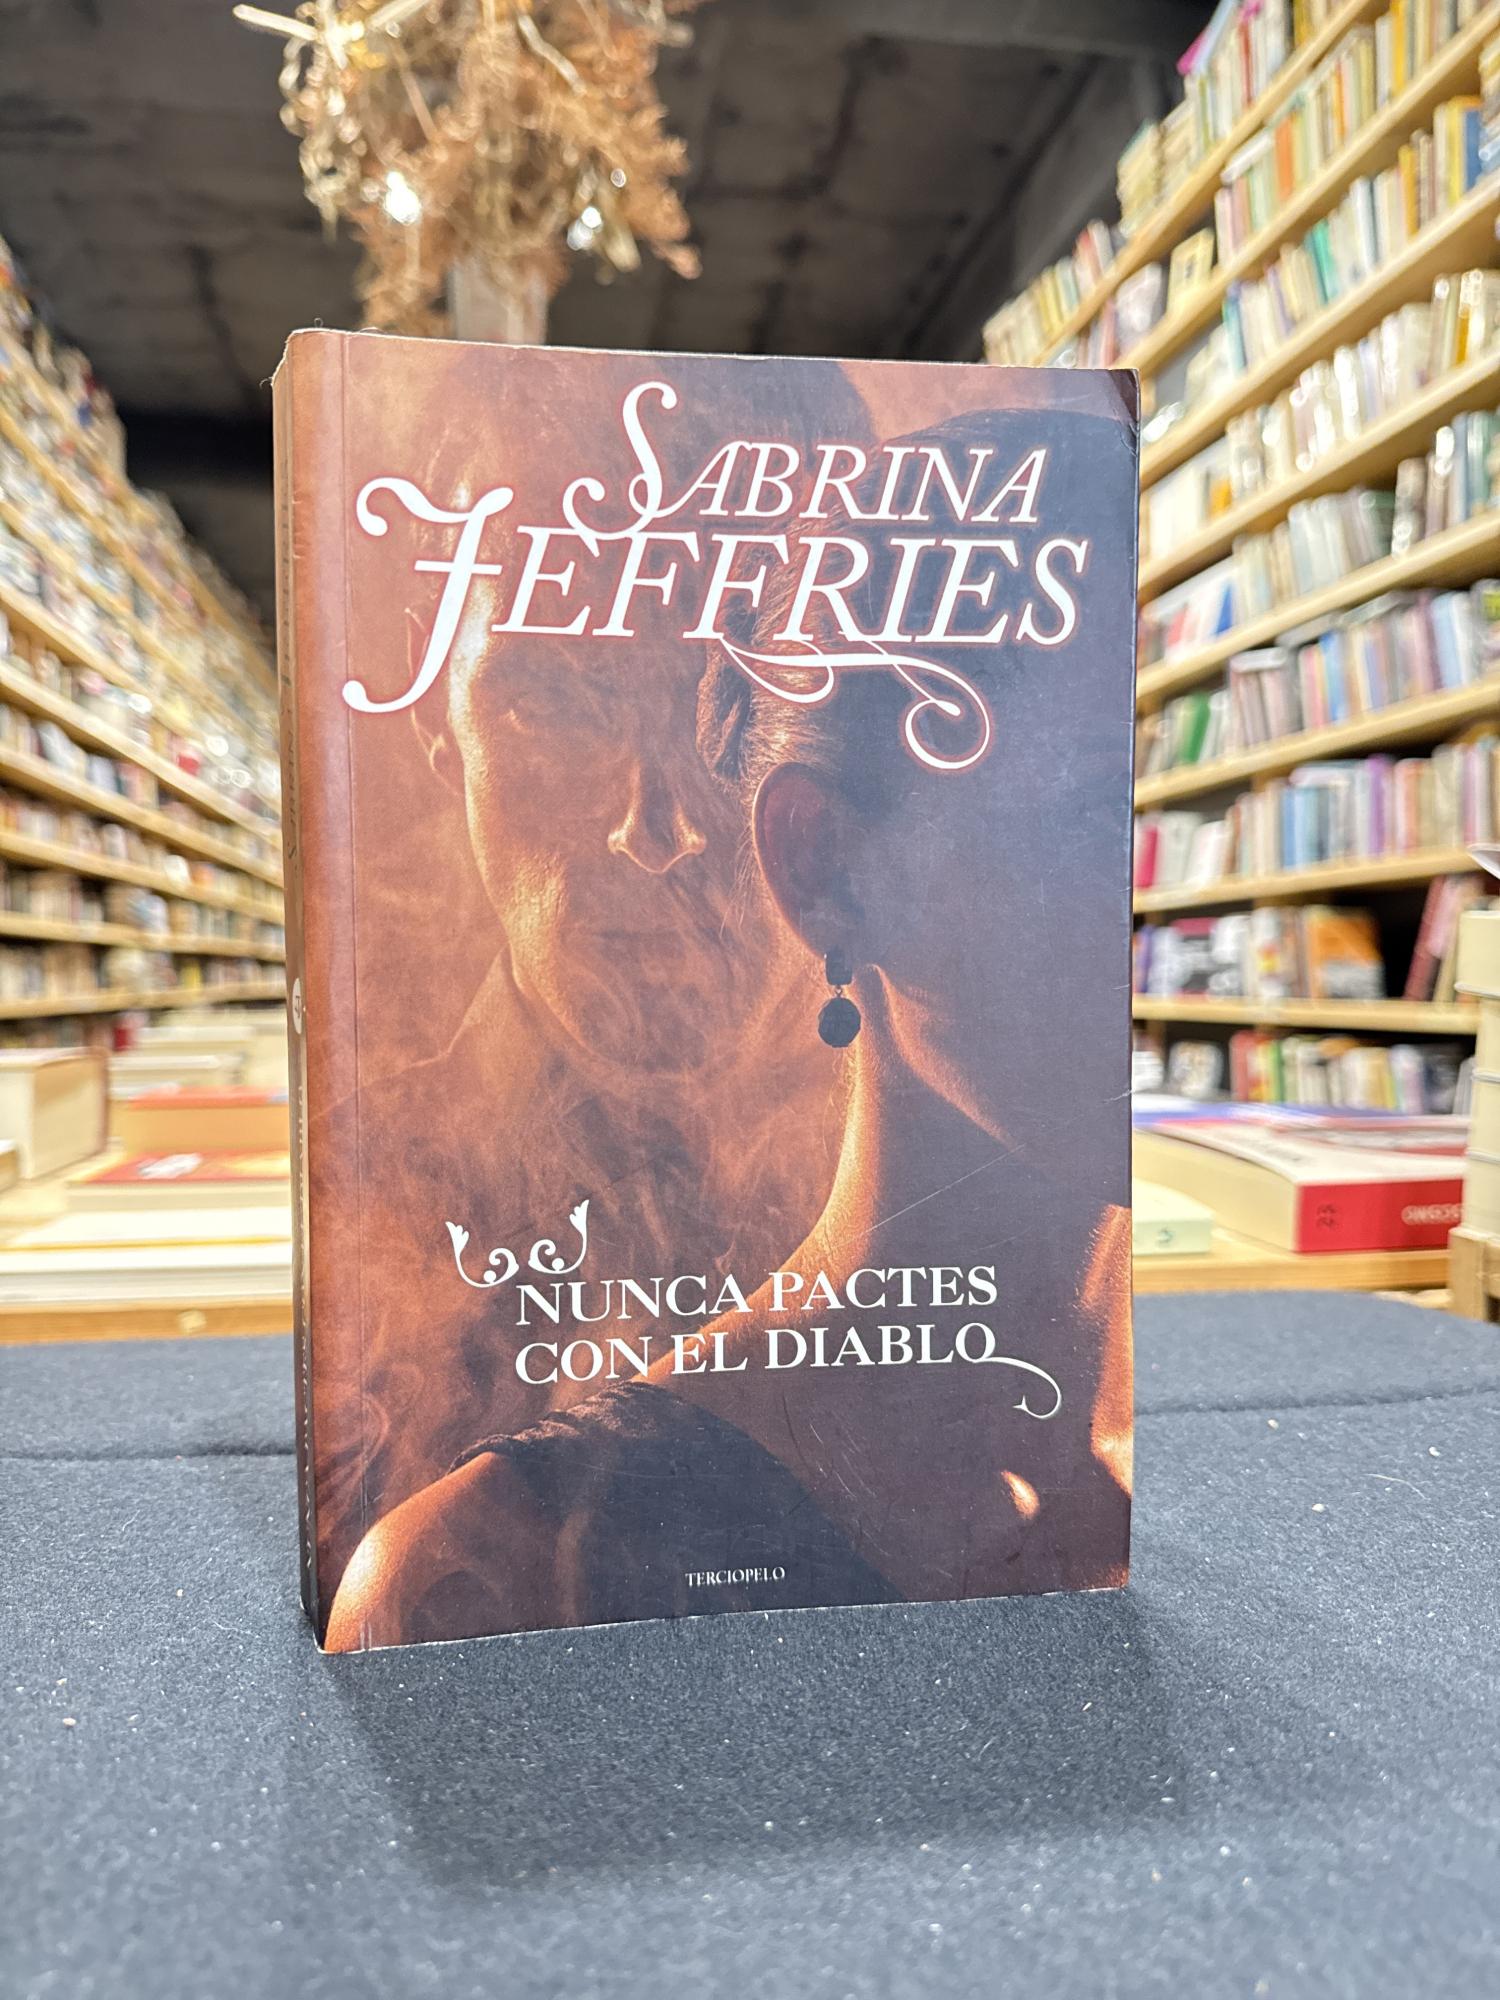 SABRINA
JEFFRIES
NUNCA PACTES
CON EL DIABLO
TERCIOPELO